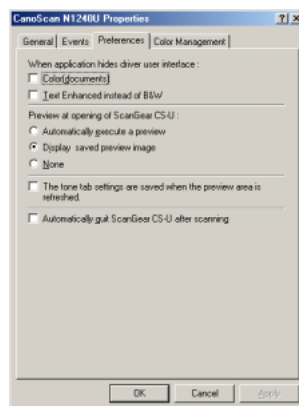 CanoScan N1240U Properties
General Events Preferences Color Management
When application hides driver user interface :
Color(documents)
Text Enhanced instead of B&W
Preview at opening of ScanGear CS-U :
Automatically execute a preview
Display saved preview image
None
The tone tab settings are saved when the preview area is
refreshed.
Automatically quit ScanGear CS-U after scanning
OK Cancel Apply